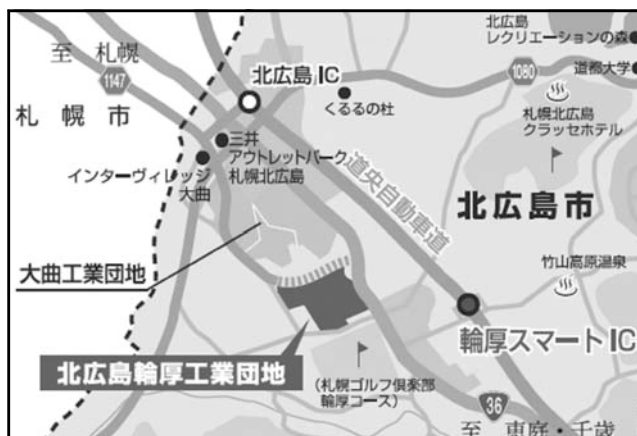 至 札幌
1147
札幌市
北広島IC
くるるの杜
1080
北広島
レクリエーションの森
道都大学
札幌北広島
クラッセホテル
三井
アウトレットパーク
札幌北広島
インターヴィレッジ
大曲
道央自動車道
北広島市
大曲工業団地
竹山高原温泉
輪厚スマートIC
北広島輪厚工業団地
(札幌ゴルフ倶楽部
輪厚コース)
36
至 恵庭・千歳